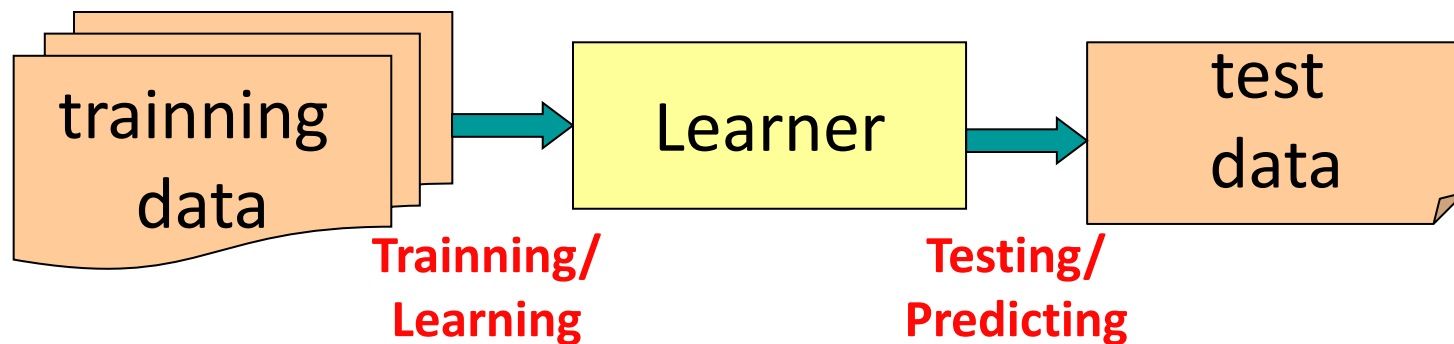 trainning
data
Learner
test
data
Trainning/
Learning
Testing/
Predicting